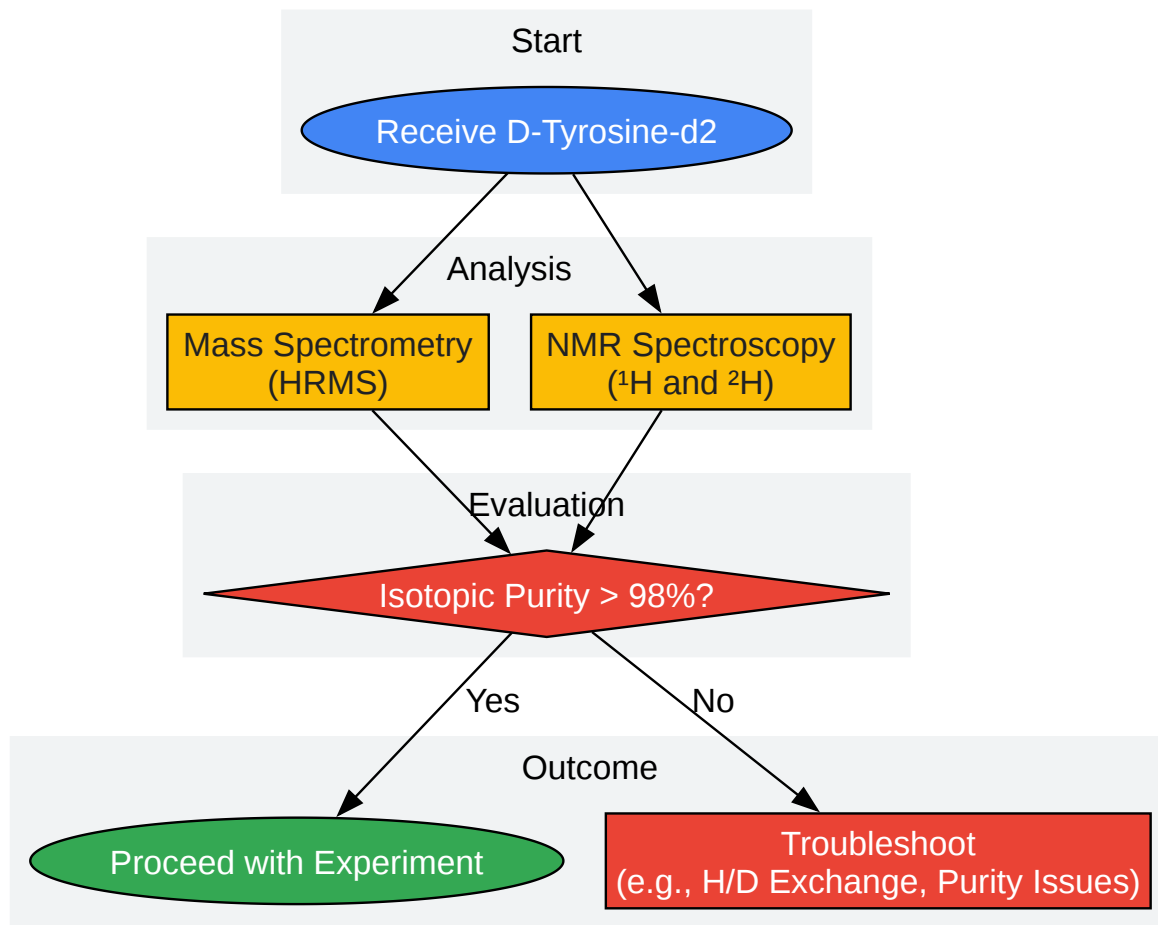 Start
Receive D-Tyrosine-d2
Analysis
Mass Spectrometry
(HRMS)
NMR Spectroscopy
(¹H and ²H)
Evaluation
Isotopic Purity > 98%?
Yes
No
Outcome
Proceed with Experiment
Troubleshoot
(e.g., H/D Exchange, Purity Issues)